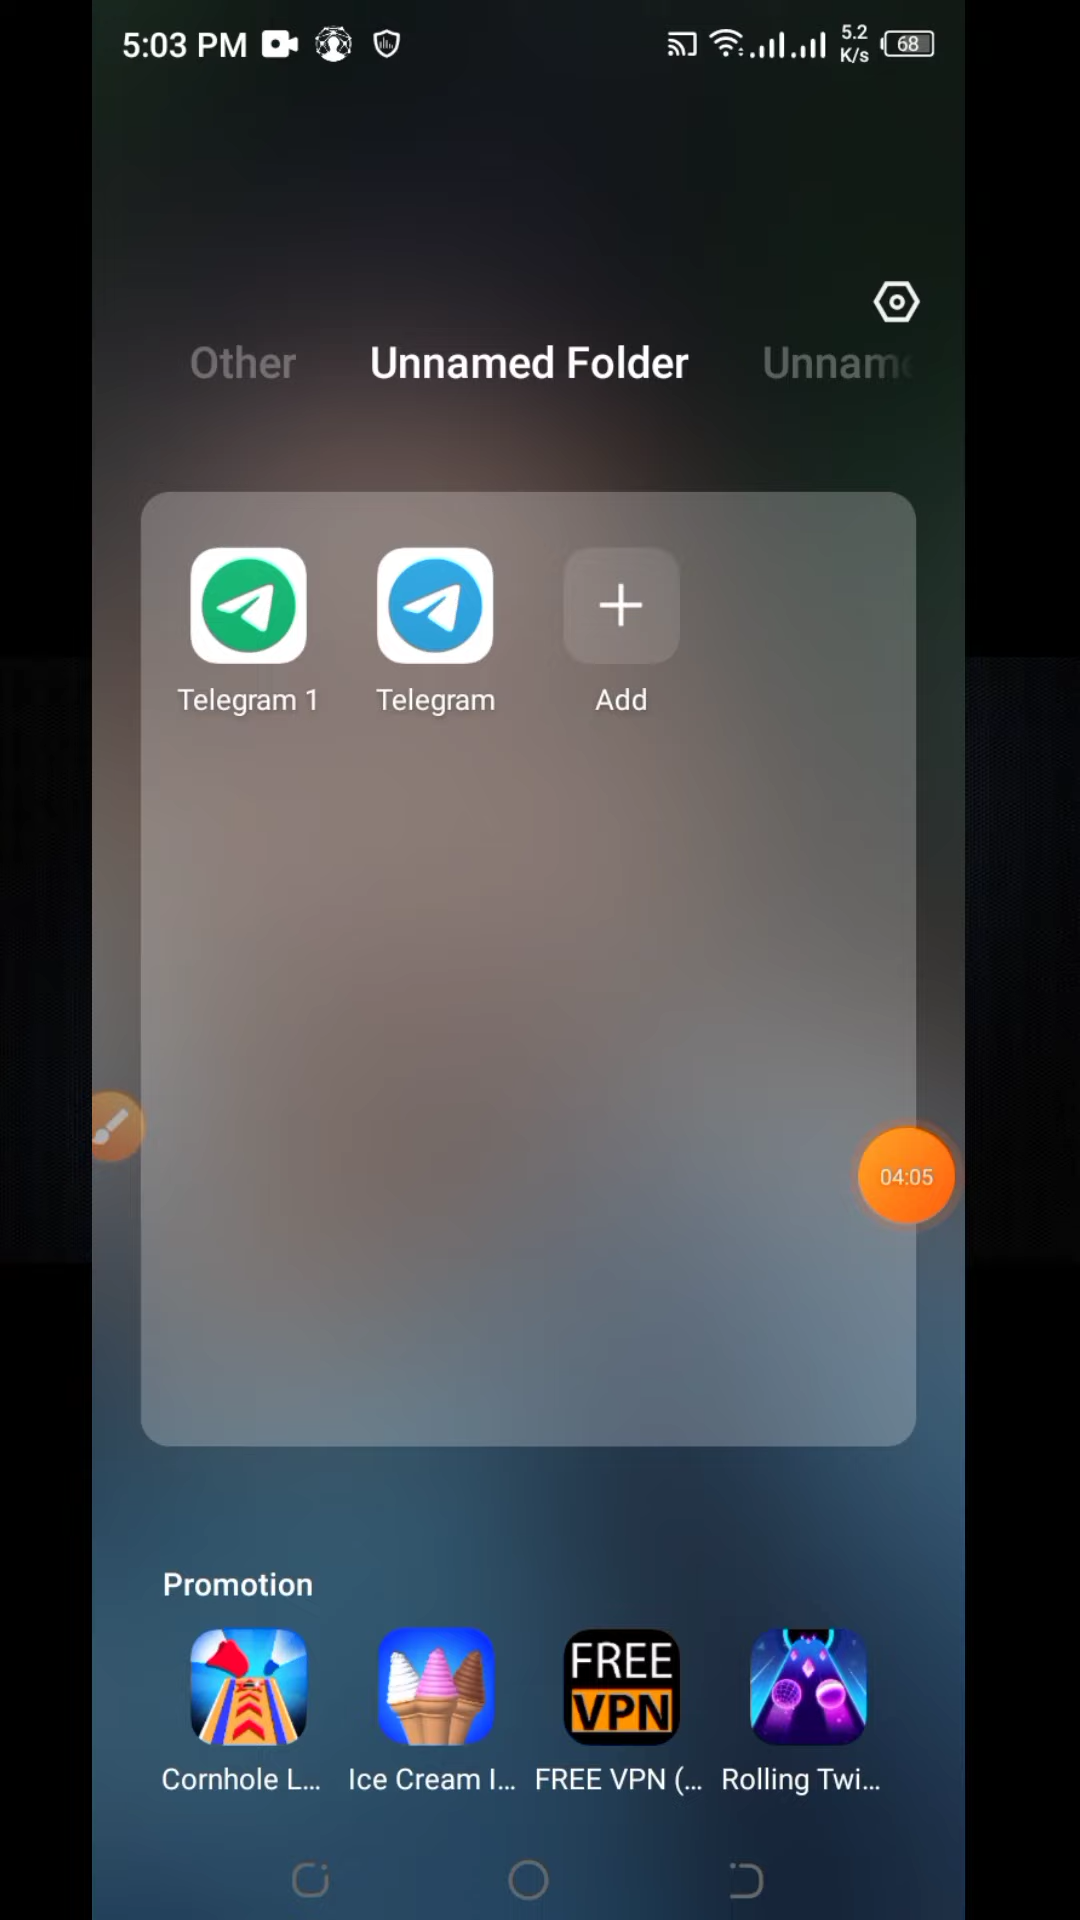 5:03 PM
5.2
K/s
68
Other
Unnamed Folder
Unname
Telegram 1
Telegram
Add
04:05
Promotion
FREE
VPN
Cornhole L...
Ice Cream I...
FREE VPN (...
Rolling Twi...